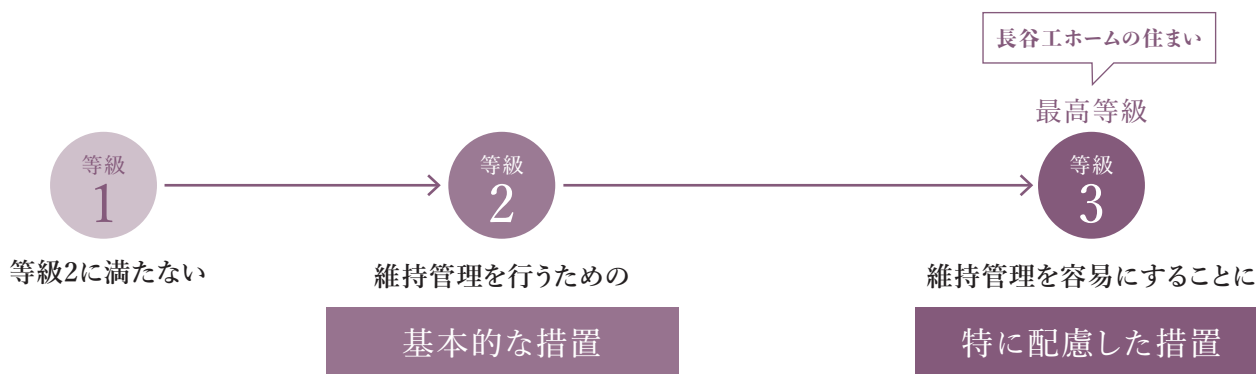 長谷工ホームの住まい
最高等級
等級
1
等級
2
等級
3
等級2に満たない
維持管理を行うための
基本的な措置
維持管理を容易にすることに
特に配慮した措置